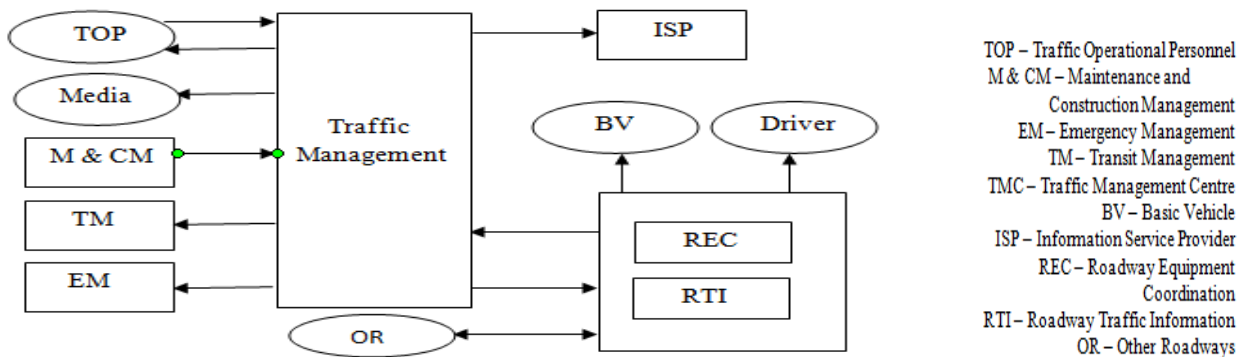 TOP
Media
M & CM
TM
EM
Traffic
Management
ISP
BV
Driver
REC
RTI
OR
TOP – Traffic Operational Personnel
M & CM – Maintenance and
Construction Management
EM – Emergency Management
TM – Transit Management
TMC – Traffic Management Centre
BV – Basic Vehicle
ISP – Information Service Provider
REC – Roadway Equipment
Coordination
RTI – Roadway Traffic Information
OR – Other Roadways